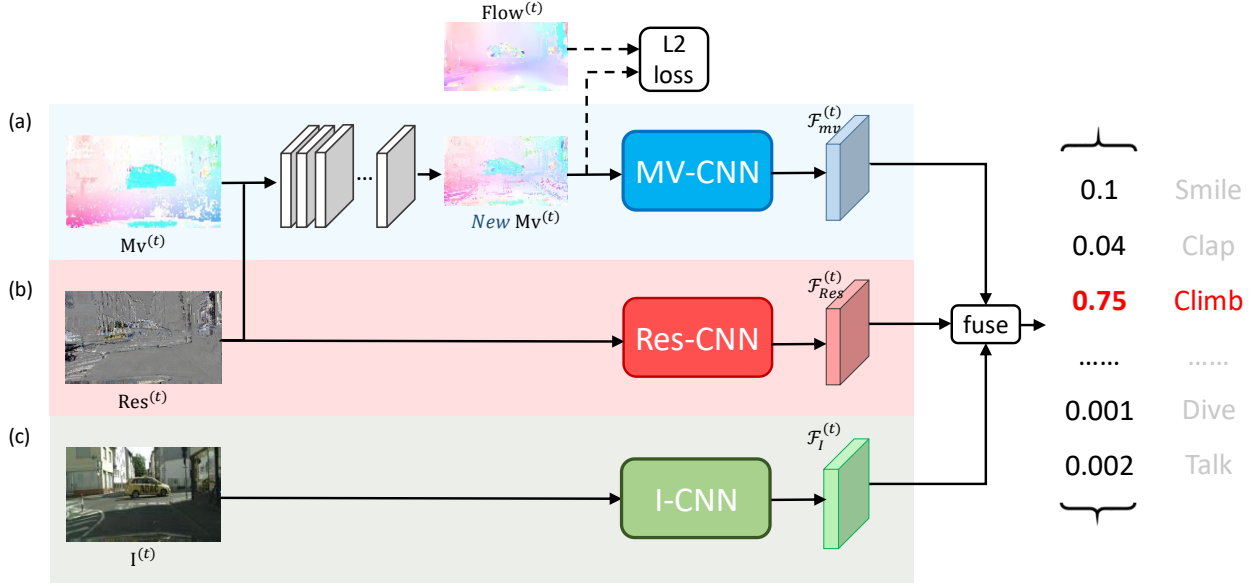 Flow^(t)
L2
loss
(a)
Mv^(t)
...
New Mv^(t)
MV-CNN
ℱ_mv^(t)
(b)
Res^(t)
Res-CNN
ℱ_Res^(t)
(c)
ADAC
I^(t)
I-CNN
ℱ_I^(t)
fuse
0.1 Smile
0.04 Clap
0.75 Climb
...... ......
0.001 Dive
0.002 Talk